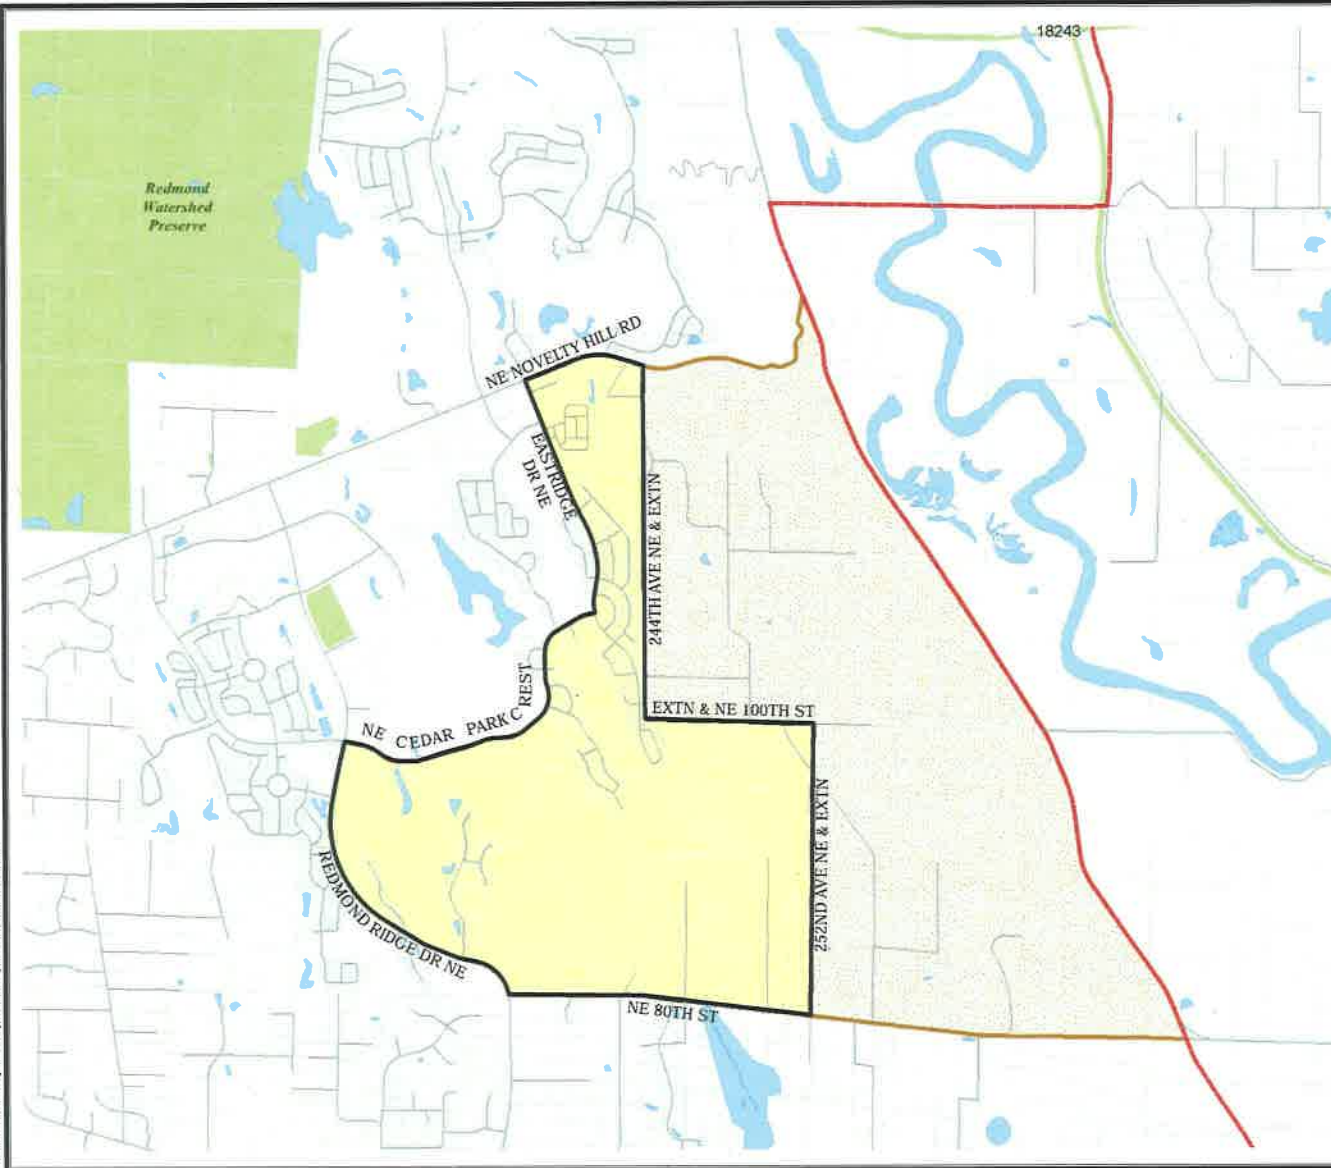 18243
Redmond
Watershed
Preserve
NE NOVELTY HILL RD
EASTRIDGE
DR NE
244TH AVE NE & EXTN
NE CEDAR PARK CREST
EXTN & NE 100TH ST
252ND AVE NE & EXTN
REDMOND RIDGE DR NE
NE 80TH ST